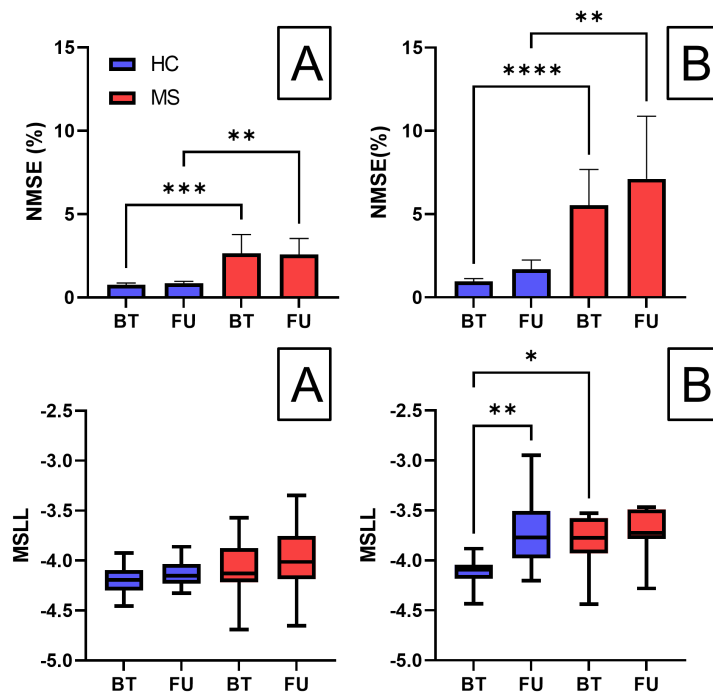 A
B
HC
MS
NMSE (%)
15
10
5
0
***
**
BT
FU
BT
FU
NMSE(%)
15
10
5
0
****
**
BT
FU
BT
FU
A
B
MSLL
-2.5
-3.0
-3.5
-4.0
-4.5
-5.0
BT
FU
BT
FU
MSLL
-2.5
-3.0
-3.5
-4.0
-4.5
-5.0
*
**
BT
FU
BT
FU